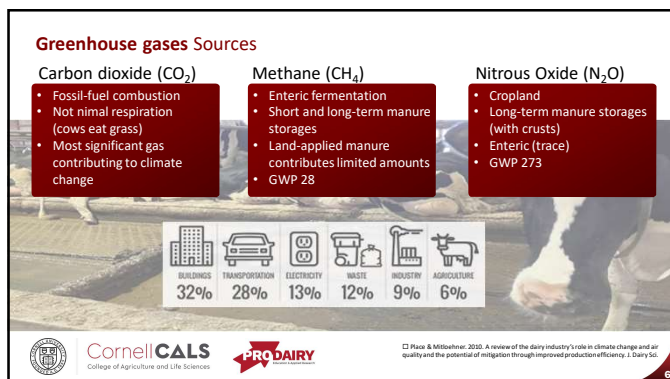 Greenhouse gases Sources
Carbon dioxide (CO₂)
• Fossil-fuel combustion
• Not nimal respiration
(cows eat grass)
• Most significant gas
contributing to climate
change
Methane (CH₄)
• Enteric fermentation
• Short and long-term manure
storages
• Land-applied manure
contributes limited amounts
• GWP 28
Nitrous Oxide (N₂O)
• Cropland
• Long-term manure storages
(with crusts)
• Enteric (trace)
• GWP 273
BUILDINGS TRANSPORTATION ELECTRICITY WASTE INDUSTRY AGRICULTURE
32% 28% 13% 12% 9% 6%
CornellCALS
College of Agriculture and Life Sciences
PRODAIRY
☐ Place & Mitloehner. 2010. A review of the dairy industry's role in climate change and air
quality and the potential of mitigation through improved production efficiency. J. Dairy Sci.